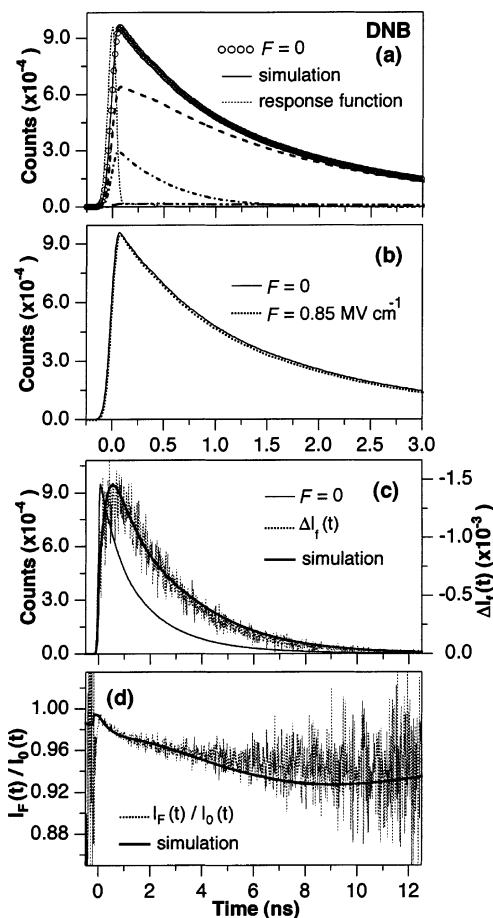 DNB
(a)
F = 0
simulation
response function
Counts (x10⁻⁴)
9.0
6.0
3.0
0.0
(b)
F = 0
F = 0.85 MV cm⁻¹
Counts (x10⁻⁴)
9.0
6.0
3.0
0.0
0.0 0.5 1.0 1.5 2.0 2.5 3.0
(c)
F = 0
ΔI_f (t)
simulation
Counts (x10⁻⁴)
9.0
6.0
3.0
0.0
-1.5
-1.0
-0.5
0.0
ΔI_f(t) (x10⁻³)
(d)
I_F(t) / I_0(t)
1.00
0.96
0.92
0.88
I_F(t) / I_0(t)
simulation
0 2 4 6 8 10 12
Time (ns)